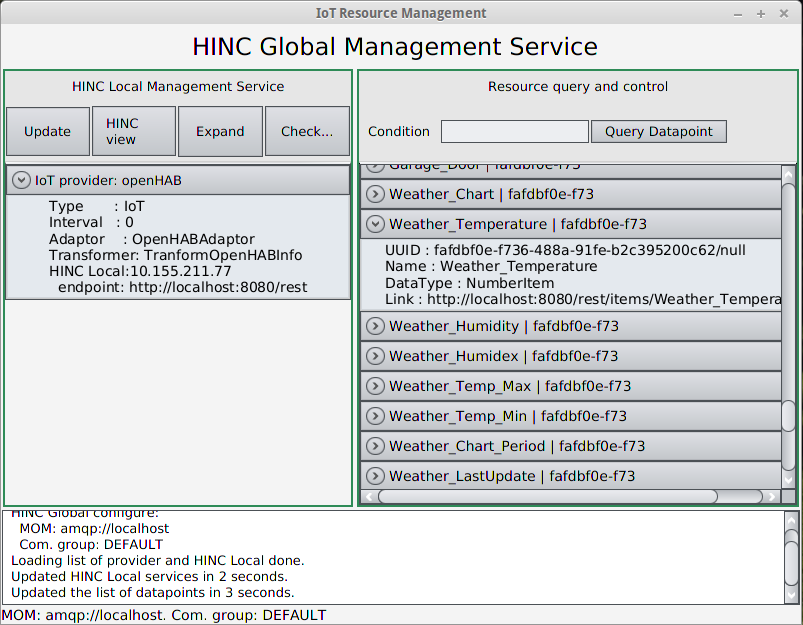 IoT Resource Management
HINC Global Management Service
HINC Local Management Service
Update
HINC
view
Expand
Check...
IoT provider: openHAB
Type : IoT
Interval : 0
Adaptor : OpenHABAdaptor
Transformer: TranformOpenHABInfo
HINC Local:10.155.211.77
endpoint: http://localhost:8080/rest
Resource query and control
Condition
Query Datapoint
Garage_Door | fafdbf0e-f73
Weather_Chart | fafdbf0e-f73
Weather_Temperature | fafdbf0e-f73
UUID : fafdbf0e-f736-488a-91fe-b2c395200c62/null
Name : Weather_Temperature
DataType : NumberItem
Link : http://localhost:8080/rest/items/Weather_Tempera
Weather_Humidity | fafdbf0e-f73
Weather_Humidex | fafdbf0e-f73
Weather_Temp_Max | fafdbf0e-f73
Weather_Temp_Min | fafdbf0e-f73
Weather_Chart_Period | fafdbf0e-f73
Weather_LastUpdate | fafdbf0e-f73
HINC Global configure:
MOM: amqp://localhost
Com. group: DEFAULT
Loading list of provider and HINC Local done.
Updated HINC Local services in 2 seconds.
Updated the list of datapoints in 3 seconds.
MOM: amqp://localhost. Com. group: DEFAULT